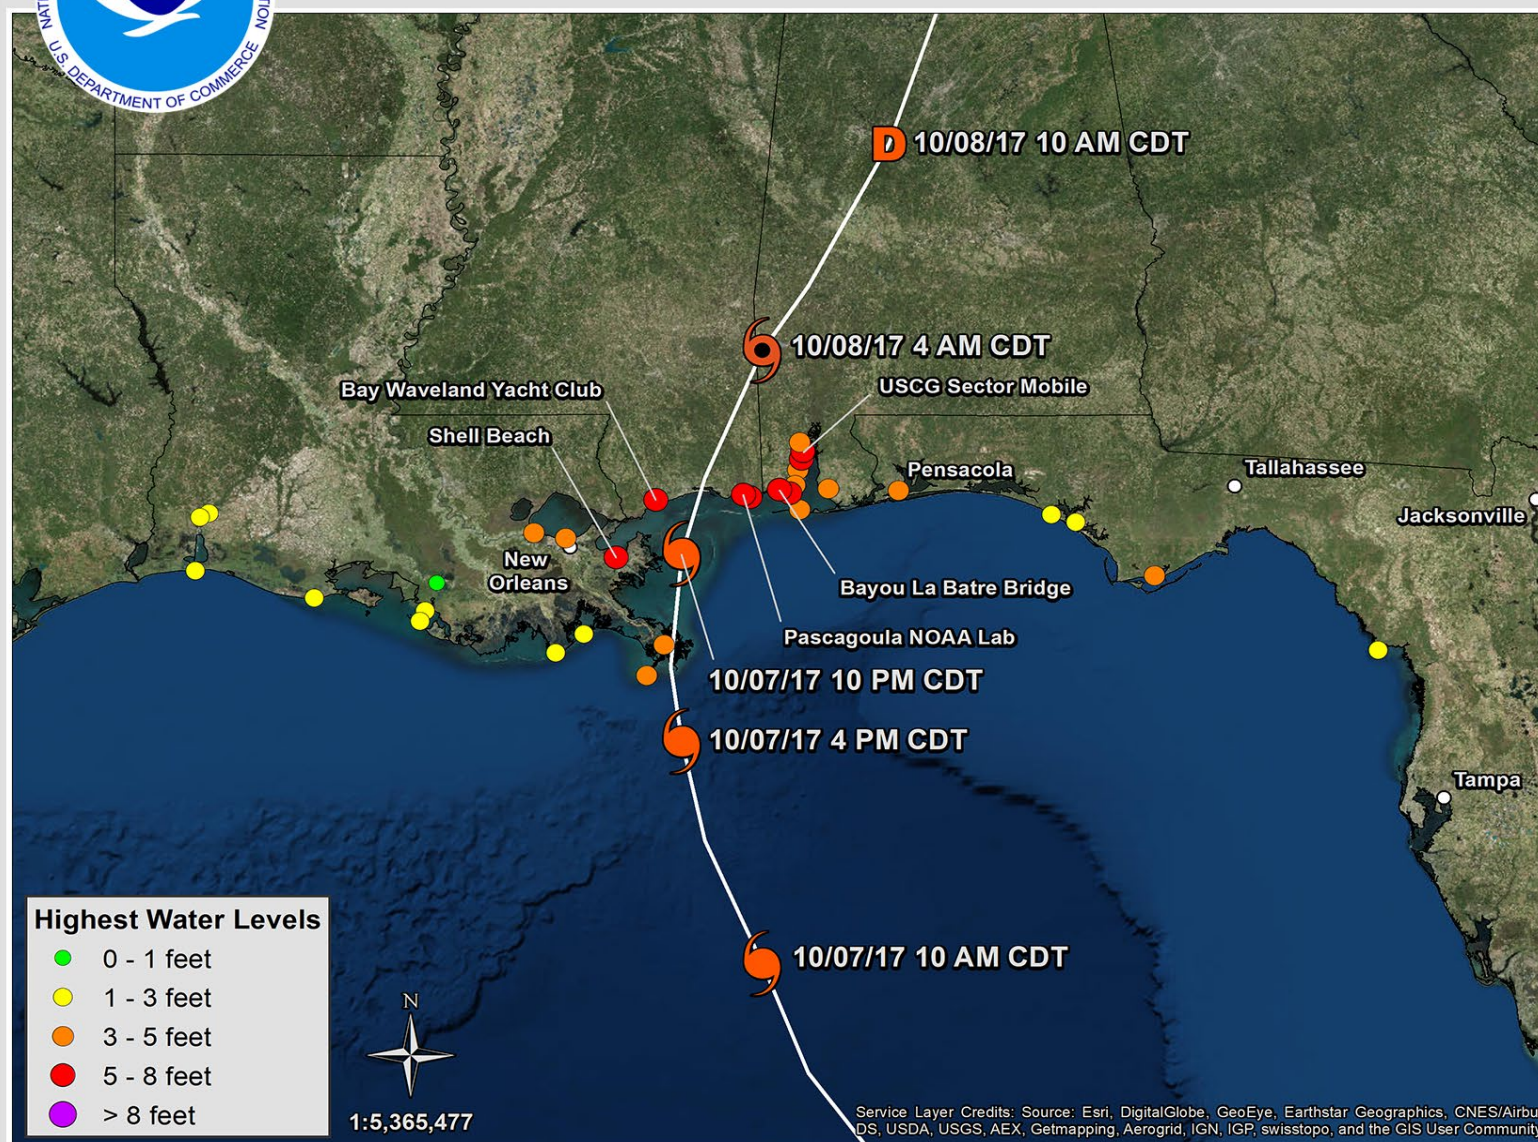 NATI
U.S. DEPARTMENT OF COMMERCE
TION
D 10/08/17 10 AM CDT
10/08/17 4 AM CDT
Bay Waveland Yacht Club
USCG Sector Mobile
Shell Beach
Pensacola
Tallahassee
Jacksonville
New
Orleans
Bayou La Batre Bridge
Pascagoula NOAA Lab
10/07/17 10 PM CDT
10/07/17 4 PM CDT
Tampa
10/07/17 10 AM CDT
Highest Water Levels
0 - 1 feet
1 - 3 feet
3 - 5 feet
5 - 8 feet
> 8 feet
N
1:5,365,477
Service Layer Credits: Source: Esri, DigitalGlobe, GeoEye, Earthstar Geographics, CNES/Airbu
DS, USDA, USGS, AEX, Getmapping, Aerogrid, IGN, IGP, swisstopo, and the GIS User Communit